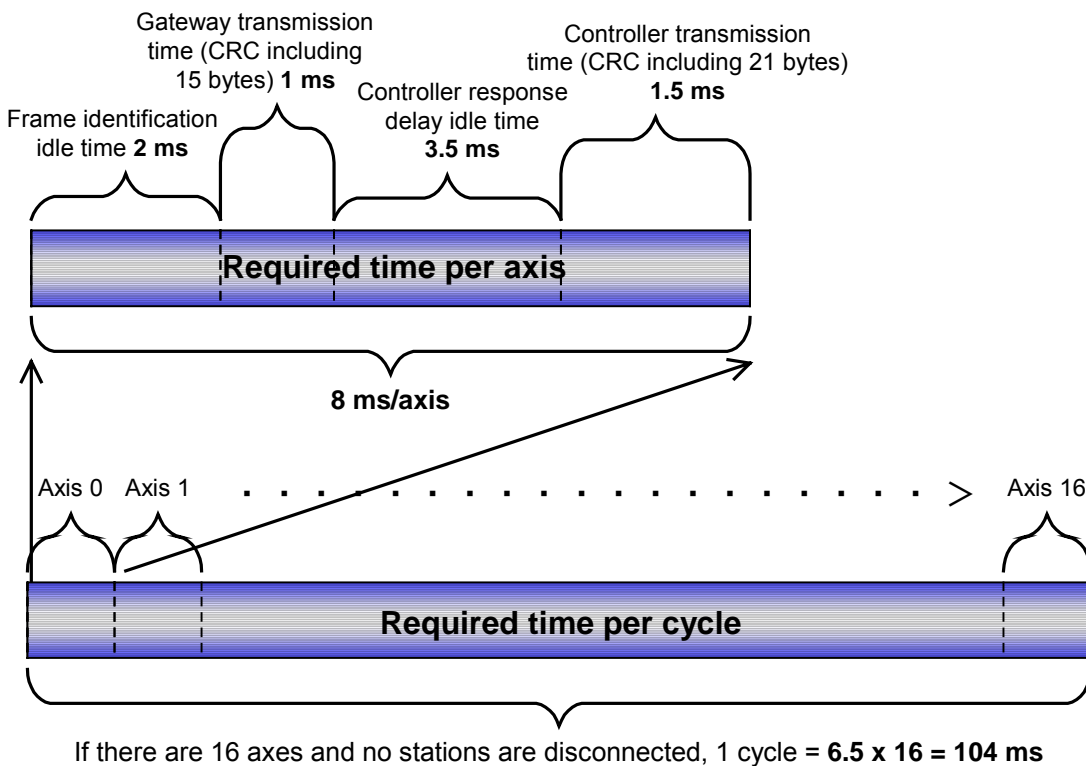 Gateway transmission
time (CRC including
15 bytes) 1 ms
Controller transmission
time (CRC including 21 bytes)
1.5 ms
Controller response
delay idle time
3.5 ms
Frame identification
idle time 2 ms
Required time per axis
8 ms/axis
Axis 0
Axis 1
Axis 16
Required time per cycle
If there are 16 axes and no stations are disconnected, 1 cycle = 6.5 x 16 = 104 ms